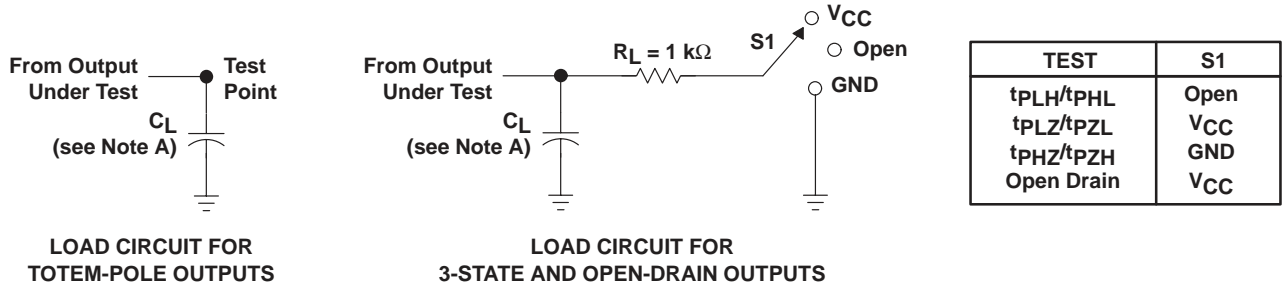 From Output
Under Test
Test
Point
CL
(see Note A)
LOAD CIRCUIT FOR
TOTEM-POLE OUTPUTS
From Output
Under Test
RL = 1 kΩ
S1
VCC
Open
GND
CL
(see Note A)
LOAD CIRCUIT FOR
3-STATE AND OPEN-DRAIN OUTPUTS
TEST S1
tPLH/tPHL Open
tPLZ/tPZL VCC
tPHZ/tPZH GND
Open Drain VCC